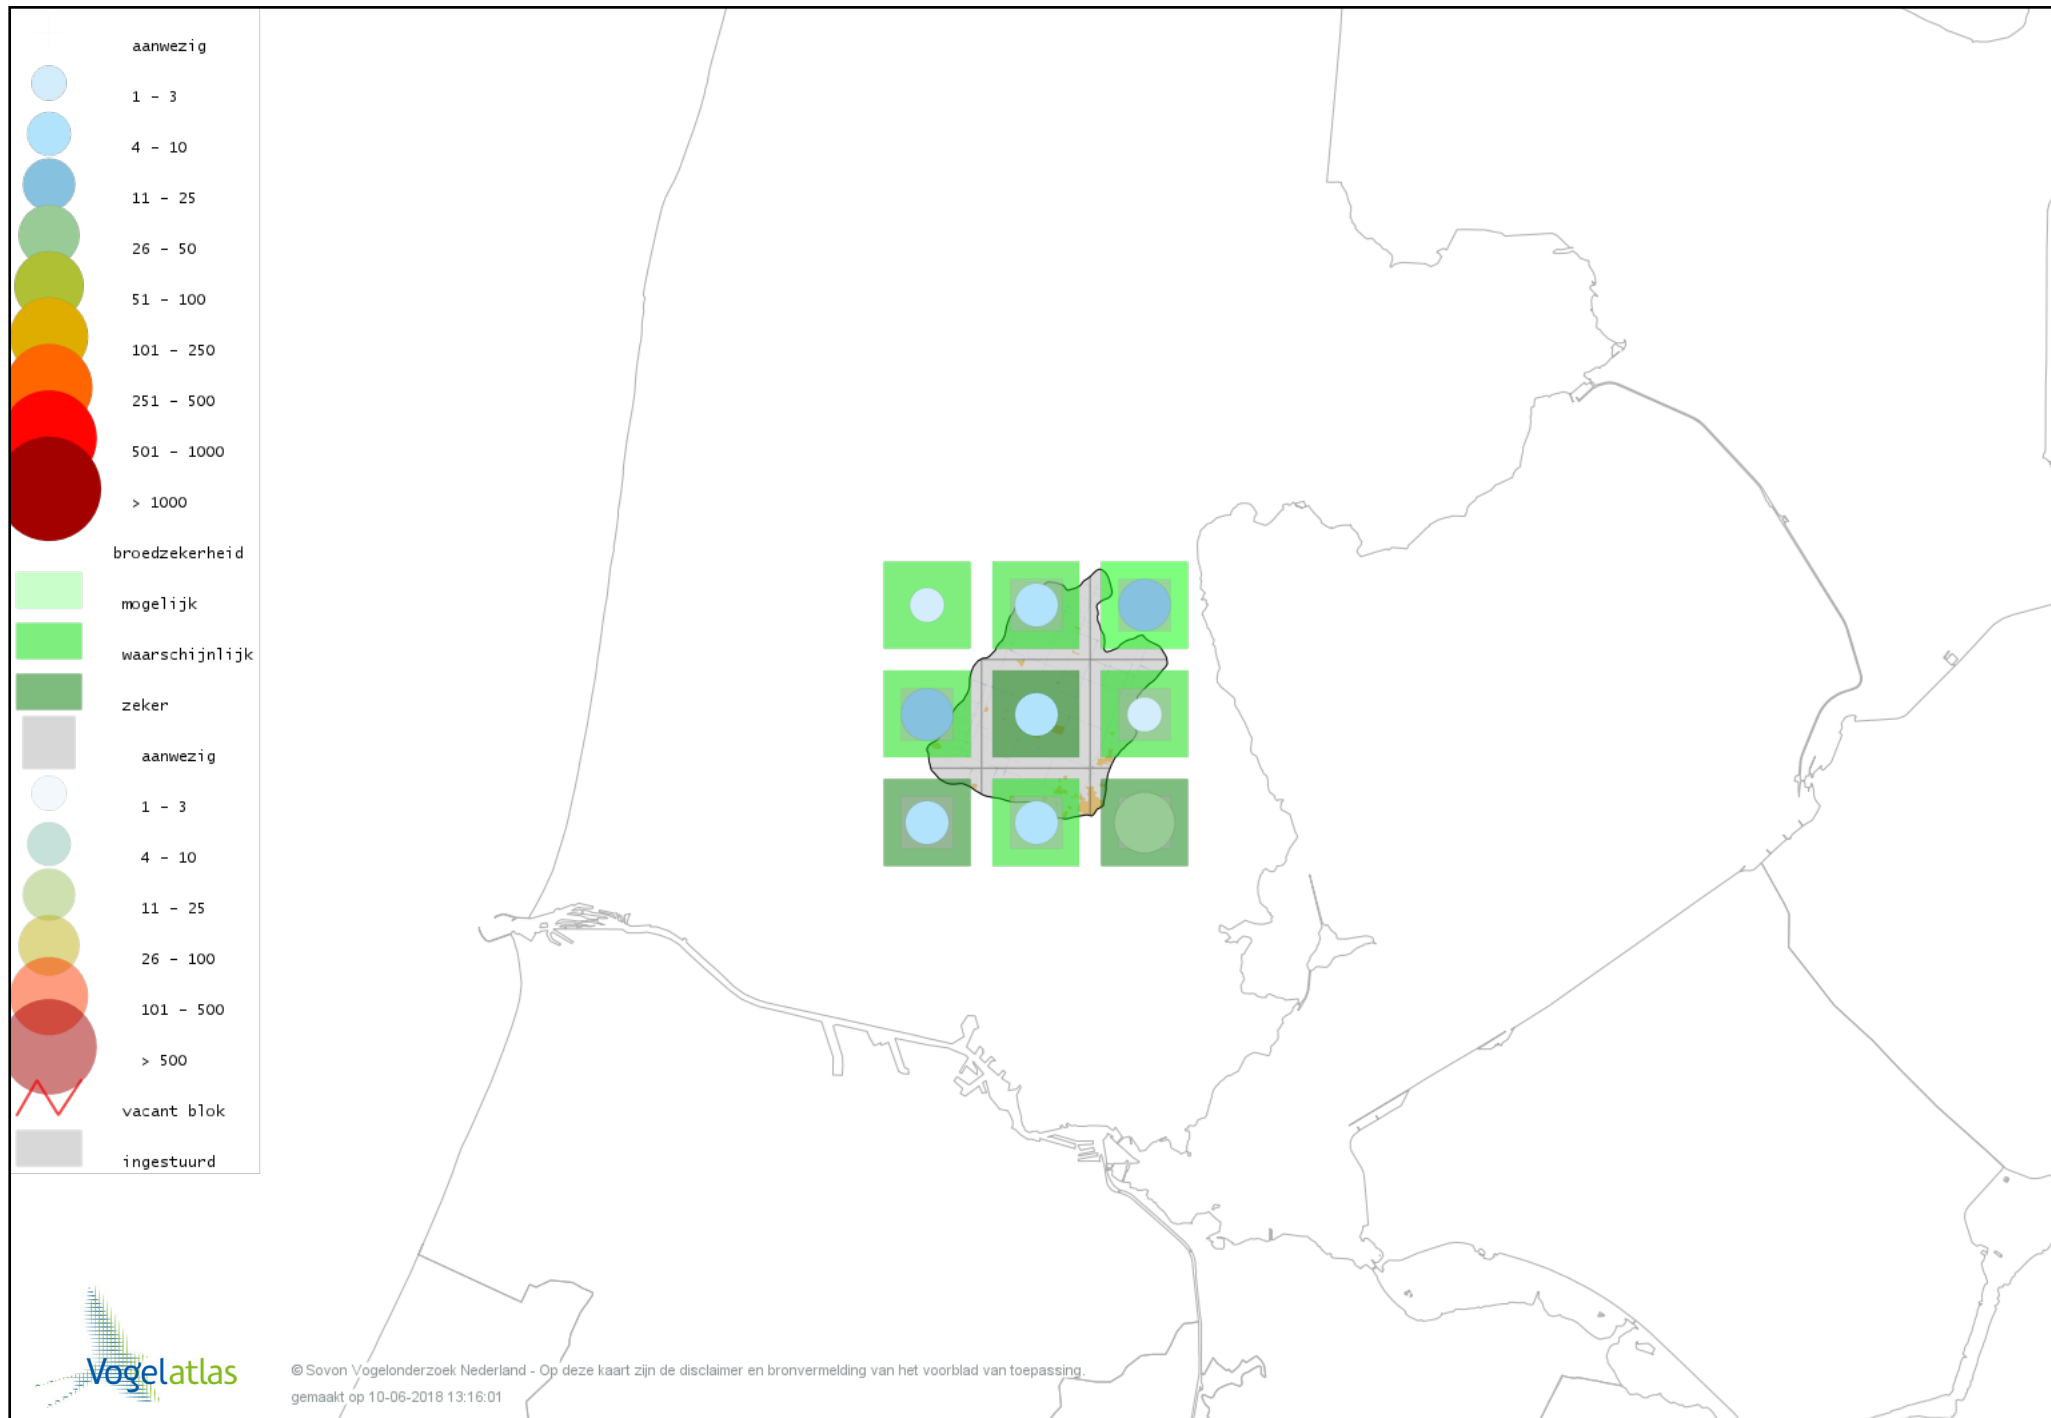 aanwezig
1 - 3
4 - 10
11 - 25
26 - 50
51 - 100
101 - 250
251 - 500
501 - 1000
> 1000
broedzekerheid
mogelijk
waarschijnlijk
zeker
aanwezig
1 - 3
4 - 10
11 - 25
26 - 100
101 - 500
> 500
vacant blok
ingestuurd
Vogelatlas
© Sovon Vogelonderzoek Nederland - Op deze kaart zijn de disclaimer en bronvermelding van het voorblad van toepassing.
gemaakt op 10-06-2018 13:16:01